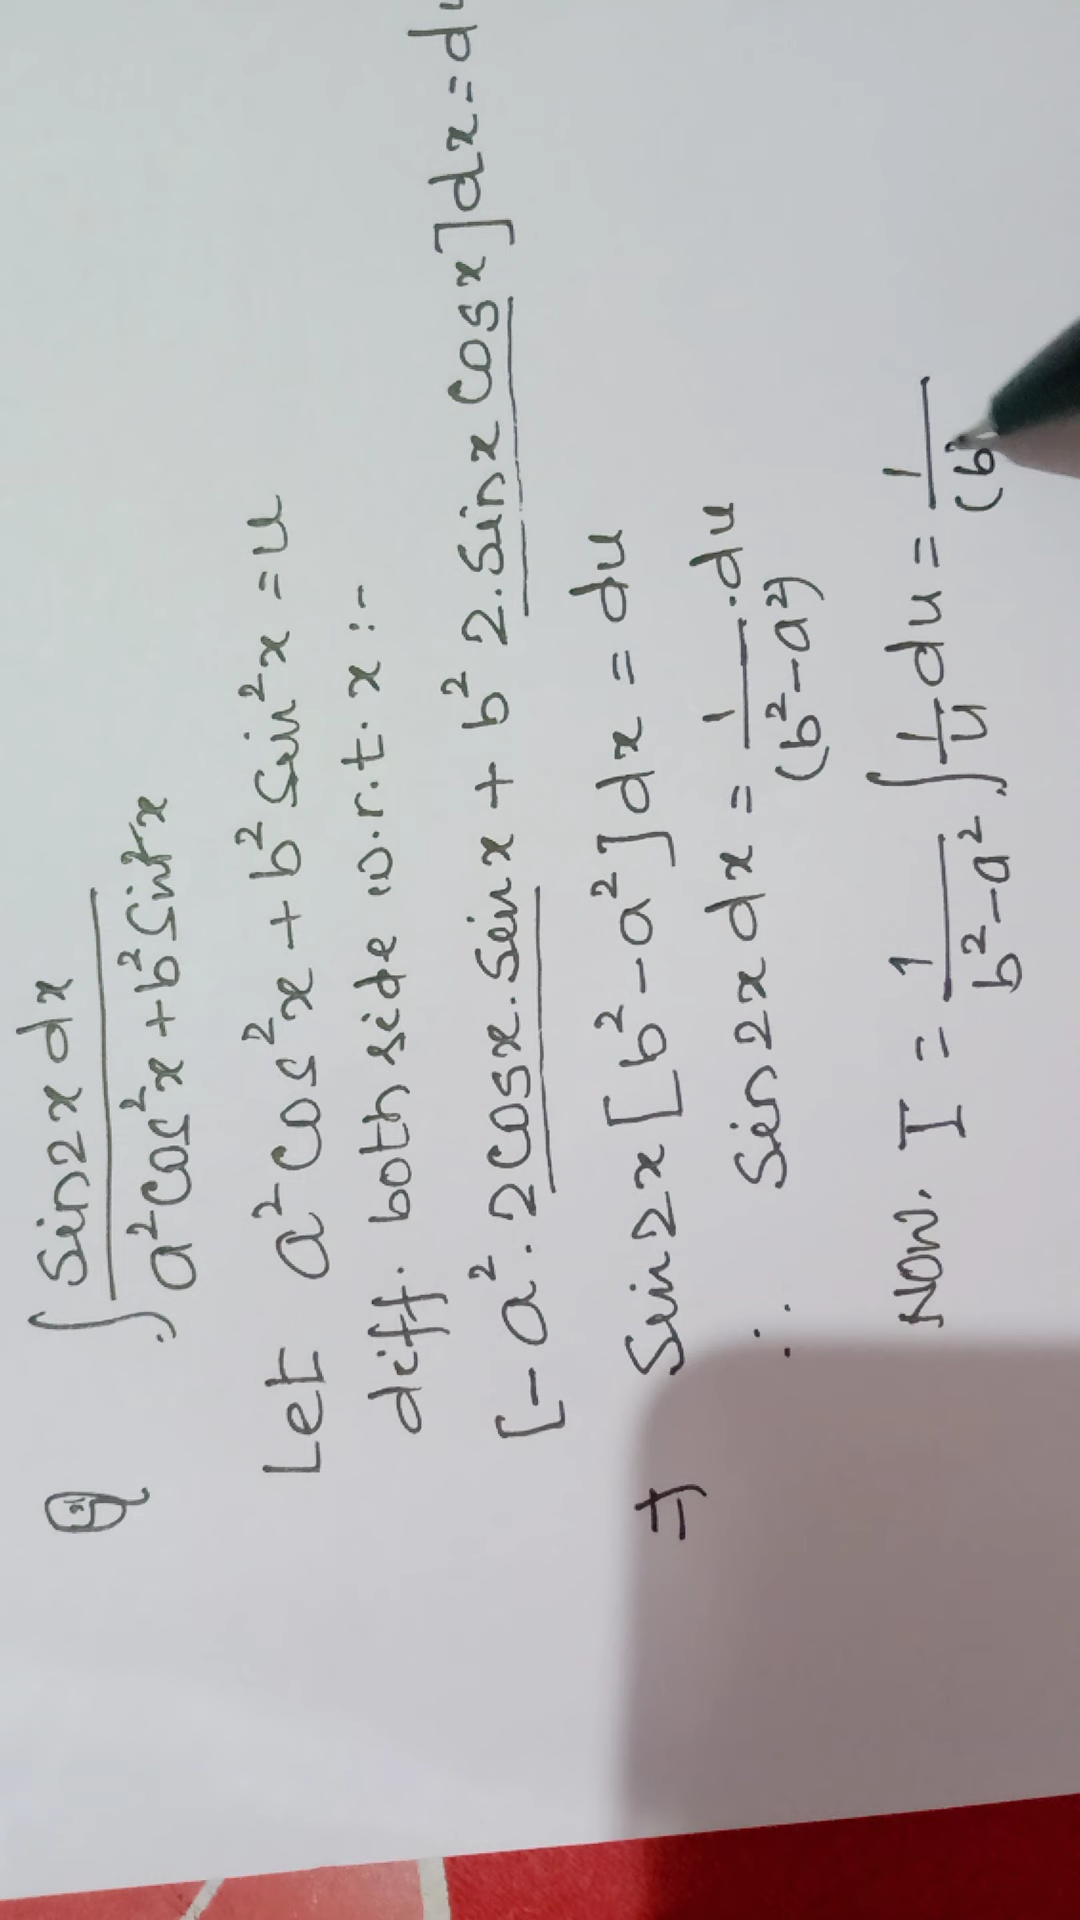 Q ∫ Sin2x dx / a²Cos²x + b²Sin²x
Let a²Cos²x + b²Sin²x = u
diff. both side w.r.t. x :-
[-a². 2Cosx. Sinx + b² 2. Sinx Cosx] dx = du
⇒ Sin2x [b² - a²] dx = du
∴ Sin2x dx = 1/(b² - a²) . du
Now. I = 1/b² - a² ∫ 1/u du = 1/(b